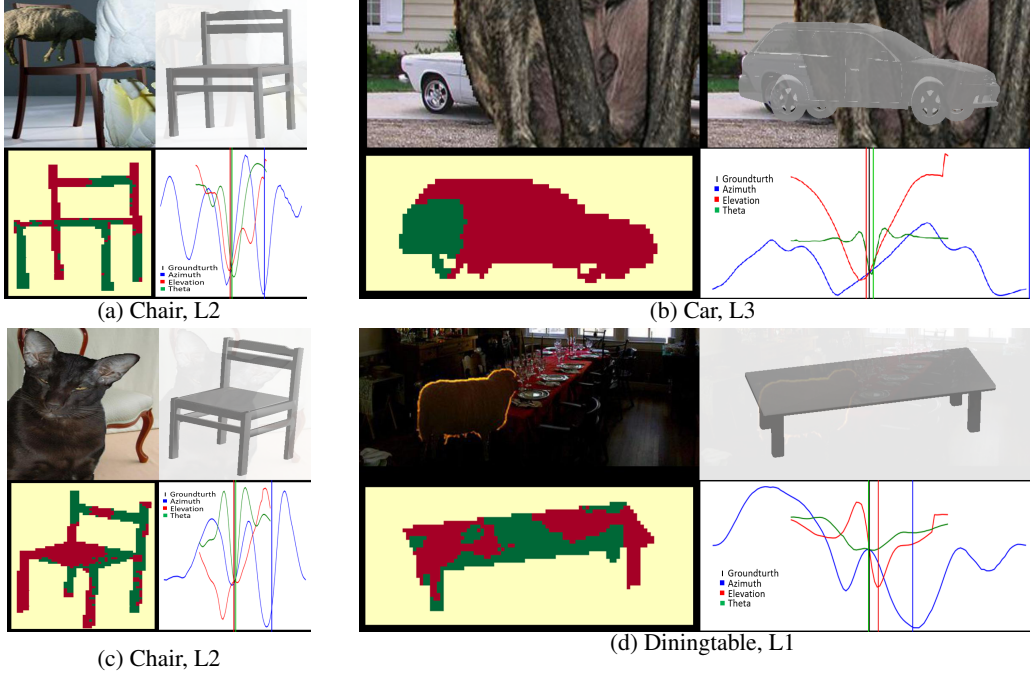 Groundturth
Azimuth
Elevation
Theta
(a) Chair, L2
Groundturth
Azimuth
Elevation
Theta
(b) Car, L3
Groundturth
Azimuth
Elevation
Theta
(c) Chair, L2
Groundturth
Azimuth
Elevation
Theta
(d) Diningtable, L1